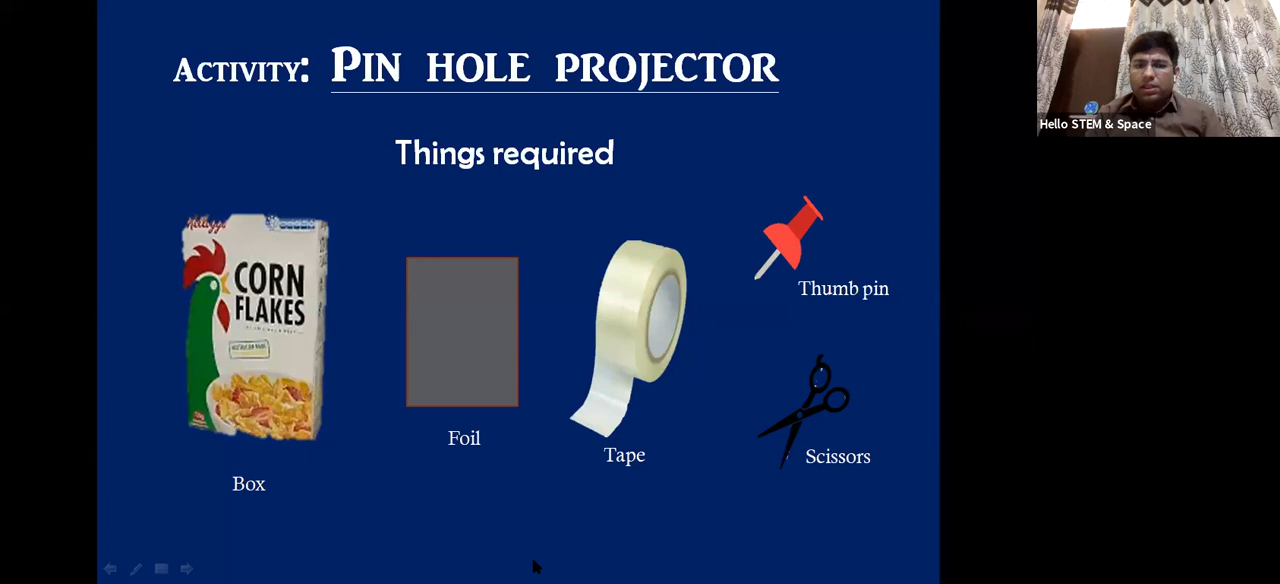 ACTIVITY: PIN HOLE PROJECTOR
Hello STEM & Space
Things required
Kellogg's
CORN
FLAKES
Thumb pin
Foil
Tape
Scissors
Box